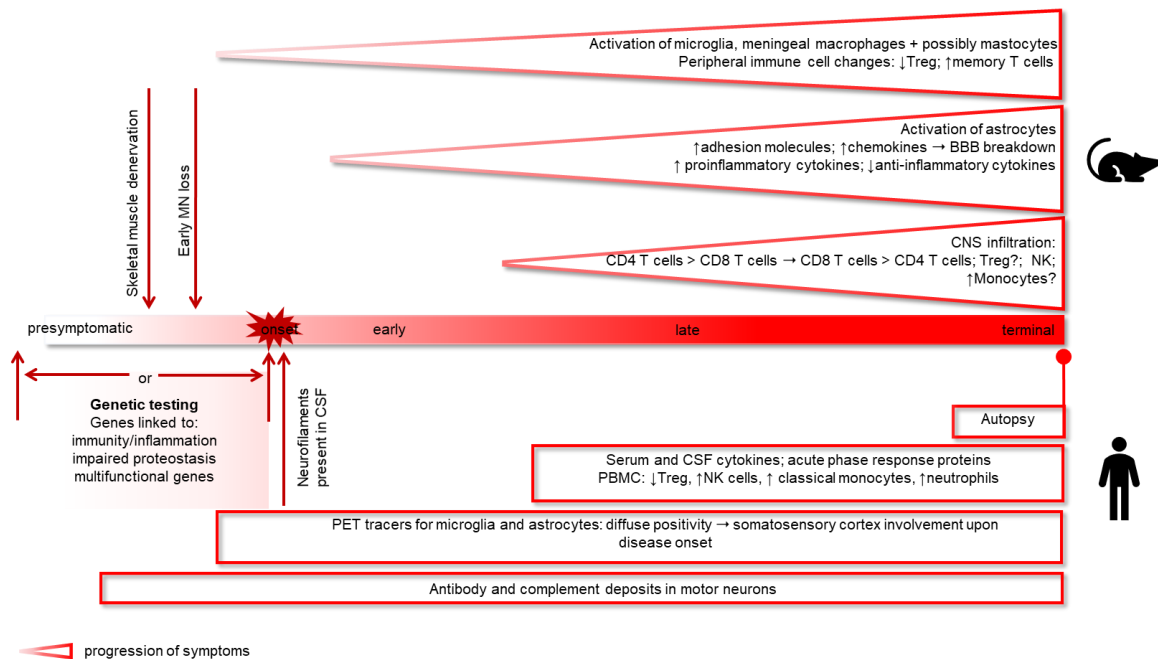 Activation of microglia, meningeal macrophages + possibly mastocytes
Peripheral immune cell changes: ↓Treg; ↑memory T cells
Skeletal muscle denervation
Early MN loss
Activation of astrocytes
↑adhesion molecules; ↑chemokines → BBB breakdown
↑ proinflammatory cytokines; ↓anti-inflammatory cytokines
CNS infiltration:
CD4 T cells > CD8 T cells → CD8 T cells > CD4 T cells; Treg?; NK;
↑Monocytes?
presymptomatic
onset
early
late
terminal
or
Genetic testing
Genes linked to:
immunity/inflammation
impaired proteostasis
multifunctional genes
Neurofilaments
present in CSF
Autopsy
Serum and CSF cytokines; acute phase response proteins
PBMC: ↓Treg, ↑NK cells, ↑ classical monocytes, ↑neutrophils
PET tracers for microglia and astrocytes: diffuse positivity → somatosensory cortex involvement upon
disease onset
Antibody and complement deposits in motor neurons
progression of symptoms